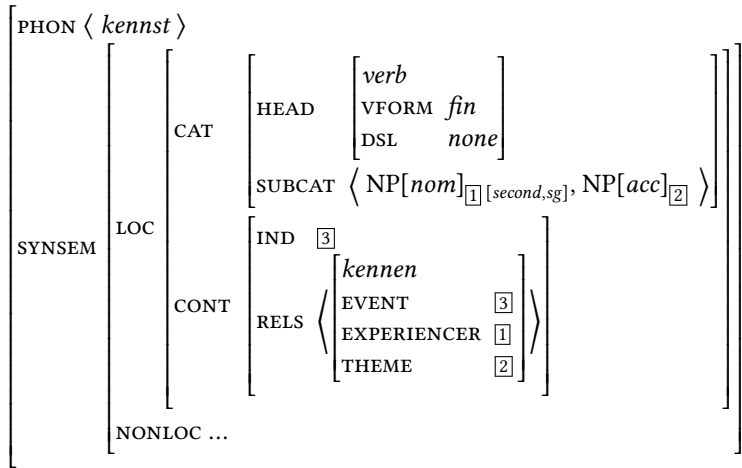 PHON ⟨ kennst ⟩
verb
HEAD VFORM fin
CAT DSL none
SUBCAT ⟨ NP[nom]1 [second,sg], NP[acc]2 ⟩
SYNSEM LOC IND 3
kennen
EVENT 3
CONT RELS ⟨ EXPERIENCER 1 ⟩
THEME 2
NONLOC ...